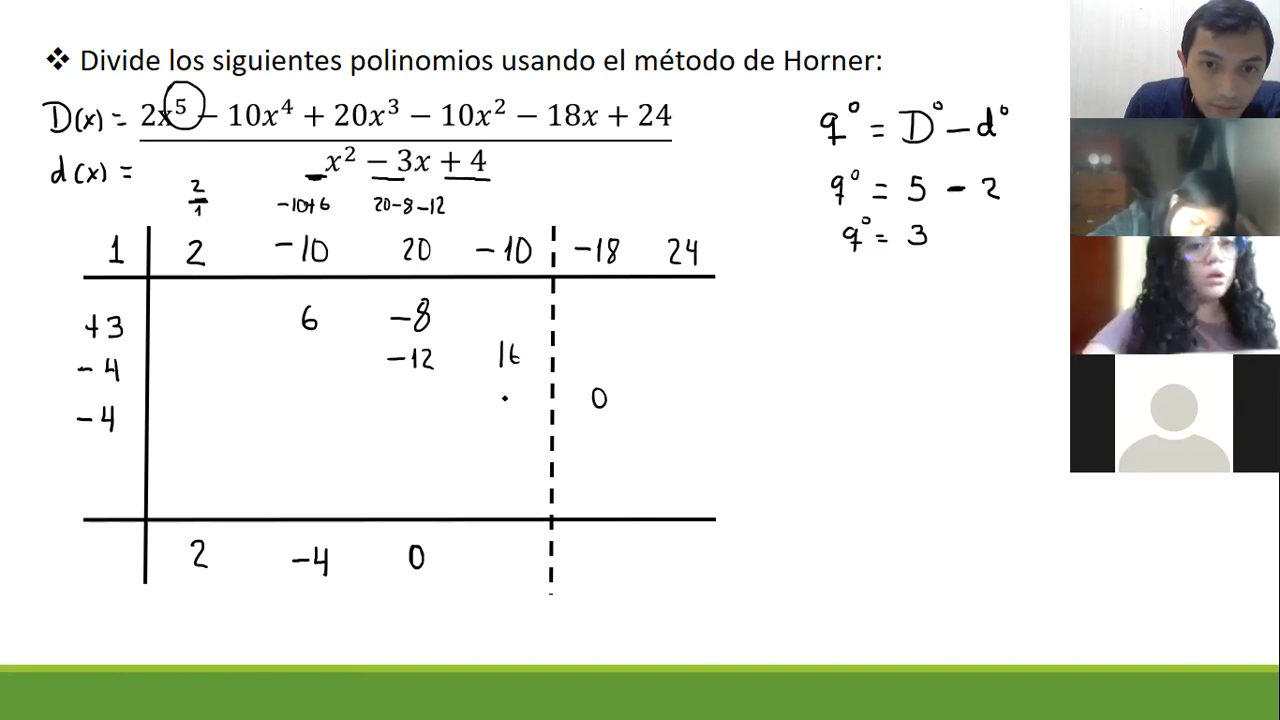 ❖ Divide los siguientes polinomios usando el método de Horner:
D(x) = 2x⁵ − 10x⁴ + 20x³ − 10x² − 18x + 24
d(x) = x² − 3x + 4
q° = D° − d°
q° = 5 − 2
q° = 3
2/1 -10+6 20-8-12
1 2 -10 20 -10 -18 24
+3 6 -8
-4 -12 16
-4 0
2 -4 0